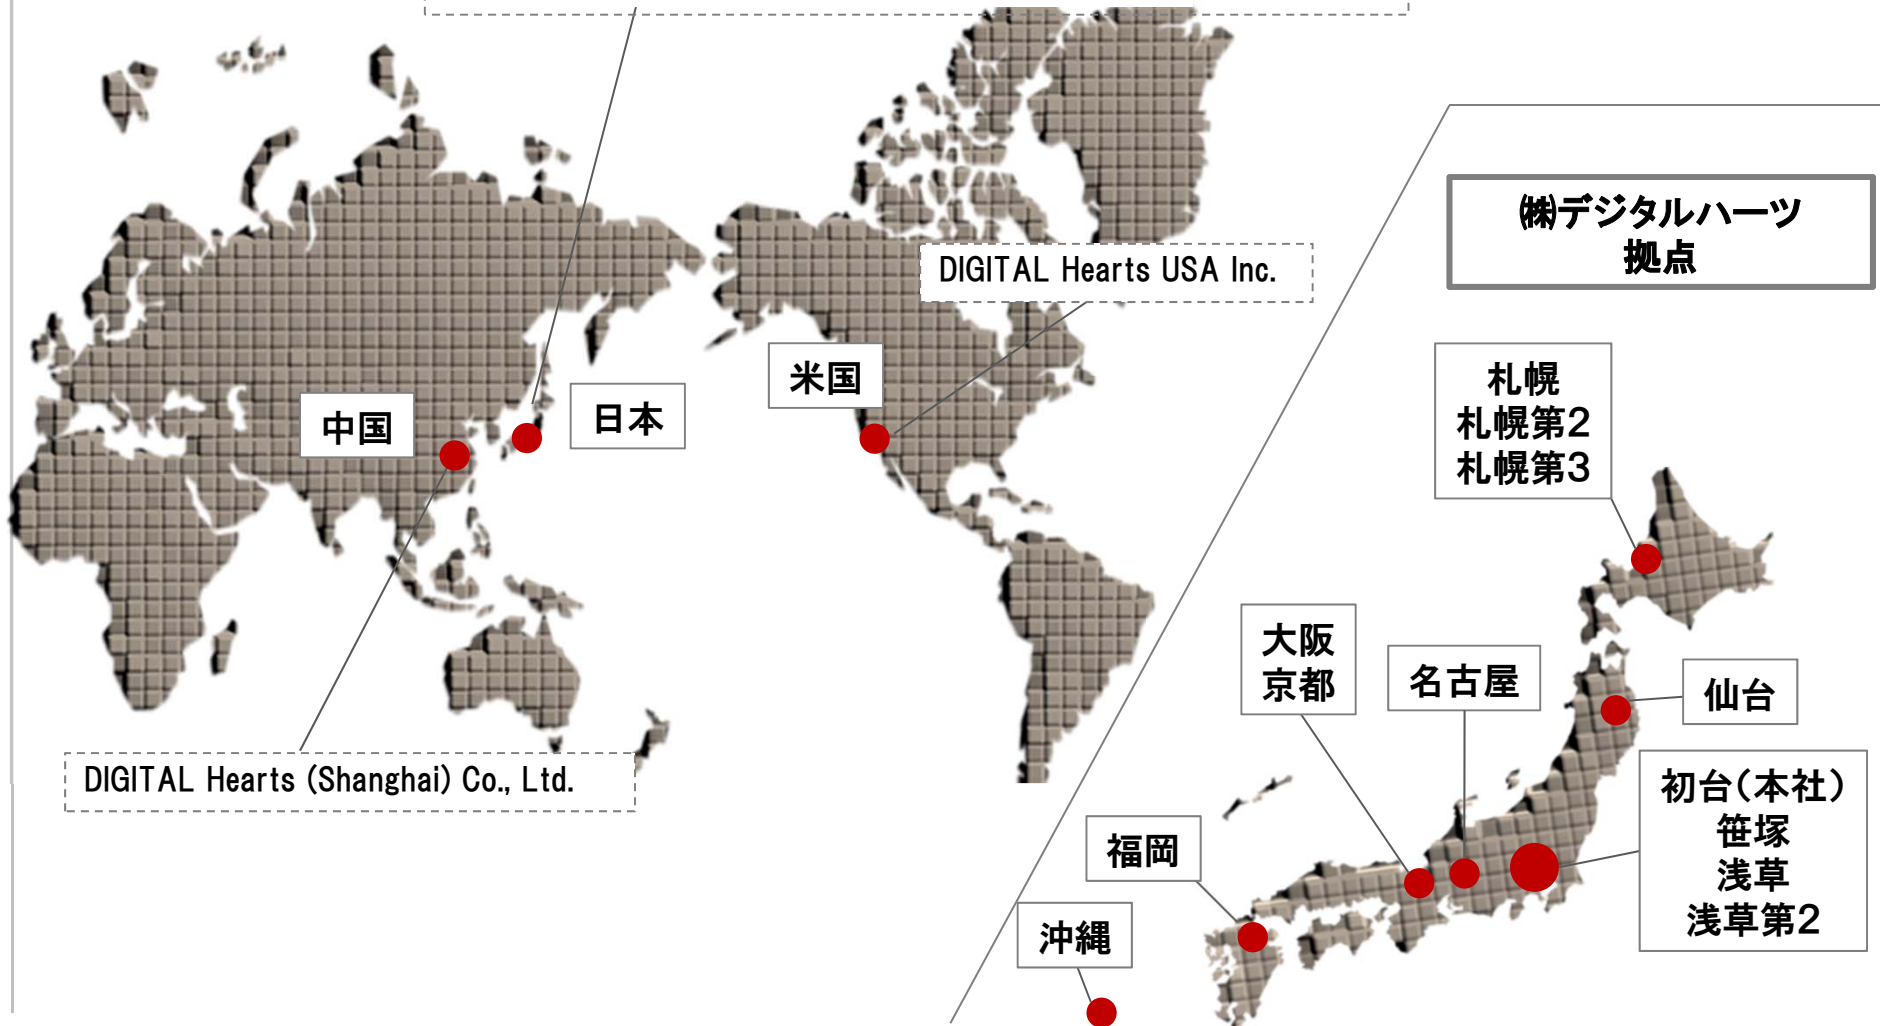 DIGITAL Hearts USA Inc.
米国
中国
日本
DIGITAL Hearts (Shanghai) Co., Ltd.
㈱デジタルハーツ
拠点
札幌
札幌第2
札幌第3
大阪
京都
名古屋
仙台
初台(本社)
笹塚
浅草
浅草第2
福岡
沖縄